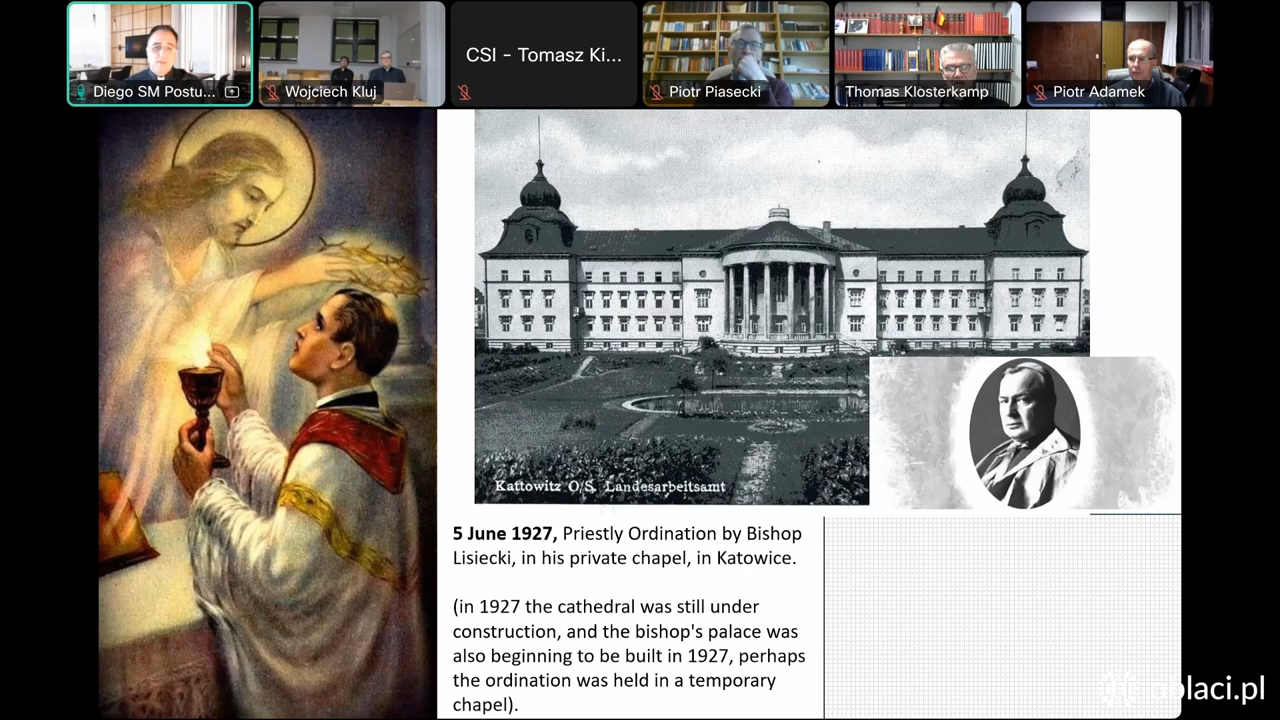 Diego SM Postu...
Wojciech Kluj
CSI - Tomasz Ki...
Piotr Piasecki
Thomas Klosterkamp
Piotr Adamek
Kattowitz O/S. Landesarbeitsamt
5 June 1927, Priestly Ordination by Bishop
Lisiecki, in his private chapel, in Katowice.
(in 1927 the cathedral was still under
construction, and the bishop's palace was
also beginning to be built in 1927, perhaps
the ordination was held in a temporary
chapel).
oblaci.pl